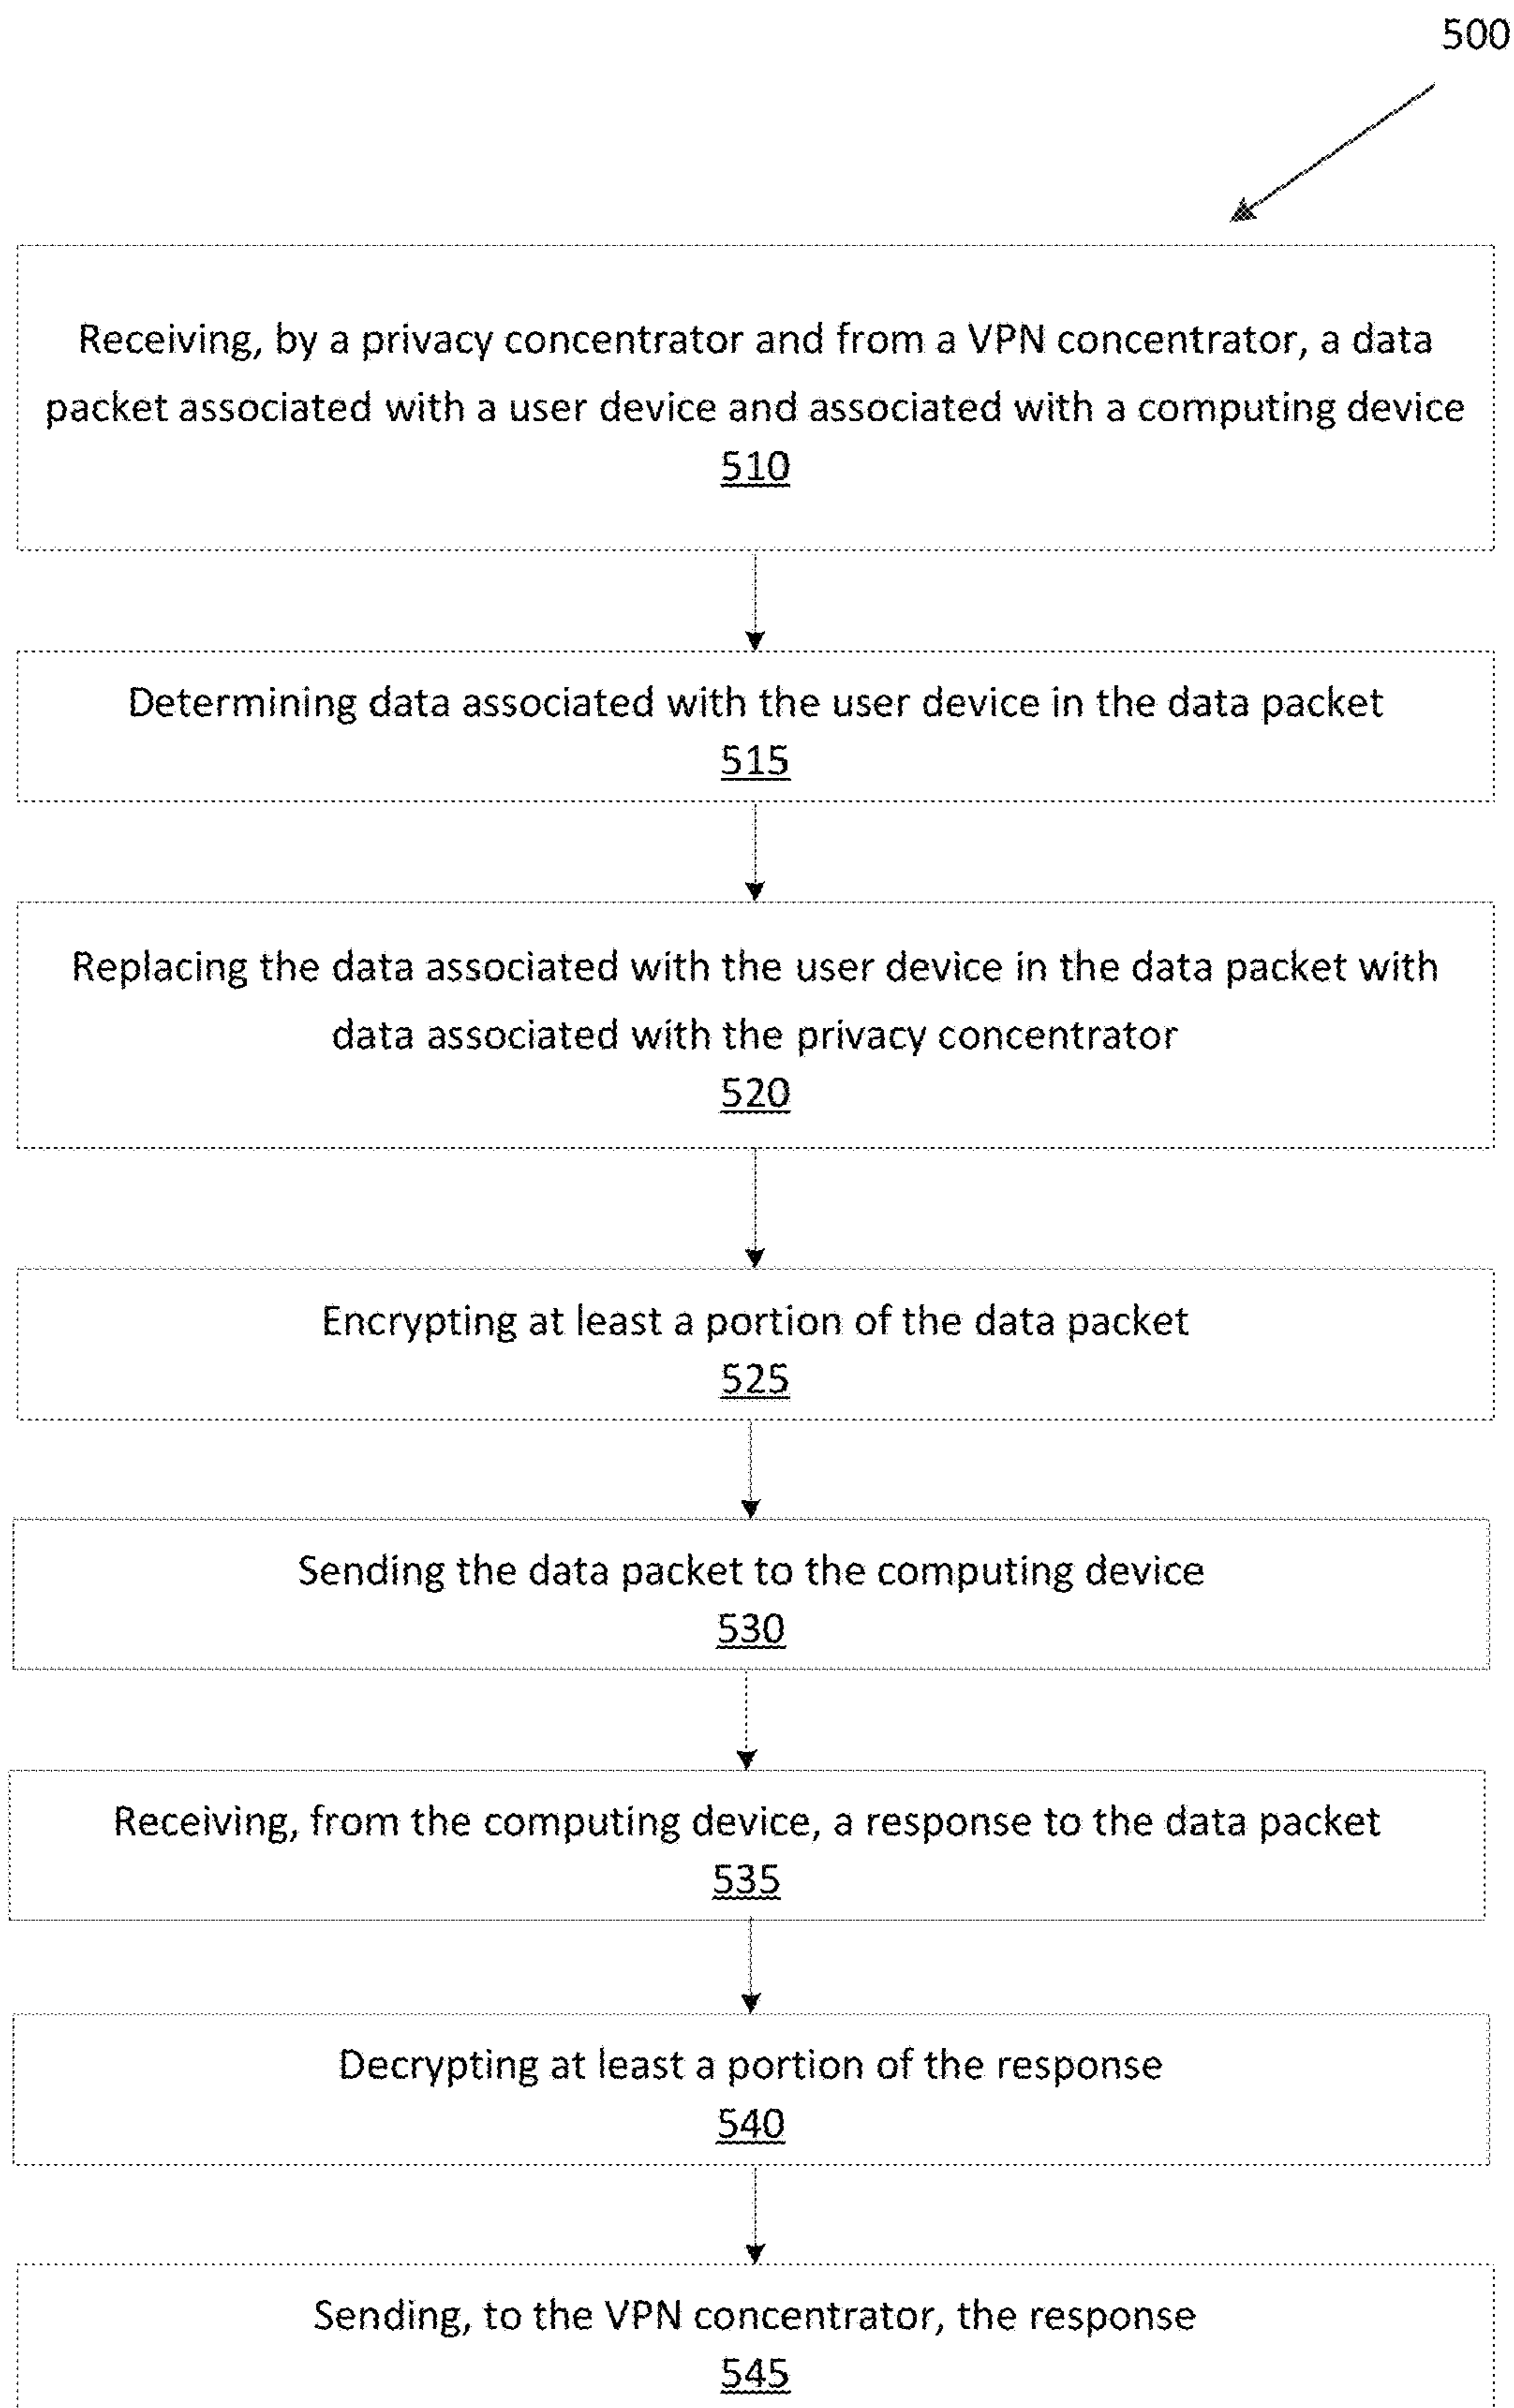 500
Receiving, by a privacy concentrator and from a VPN concentrator, a data
packet associated with a user device and associated with a computing device
510
Determining data associated with the user device in the data packet
515
Replacing the data associated with the user device in the data packet with
data associated with the privacy concentrator
520
Encrypting at least a portion of the data packet
525
Sending the data packet to the computing device
530
Receiving, from the computing device, a response to the data packet
535
Decrypting at least a portion of the response
540
Sending, to the VPN concentrator, the response
545